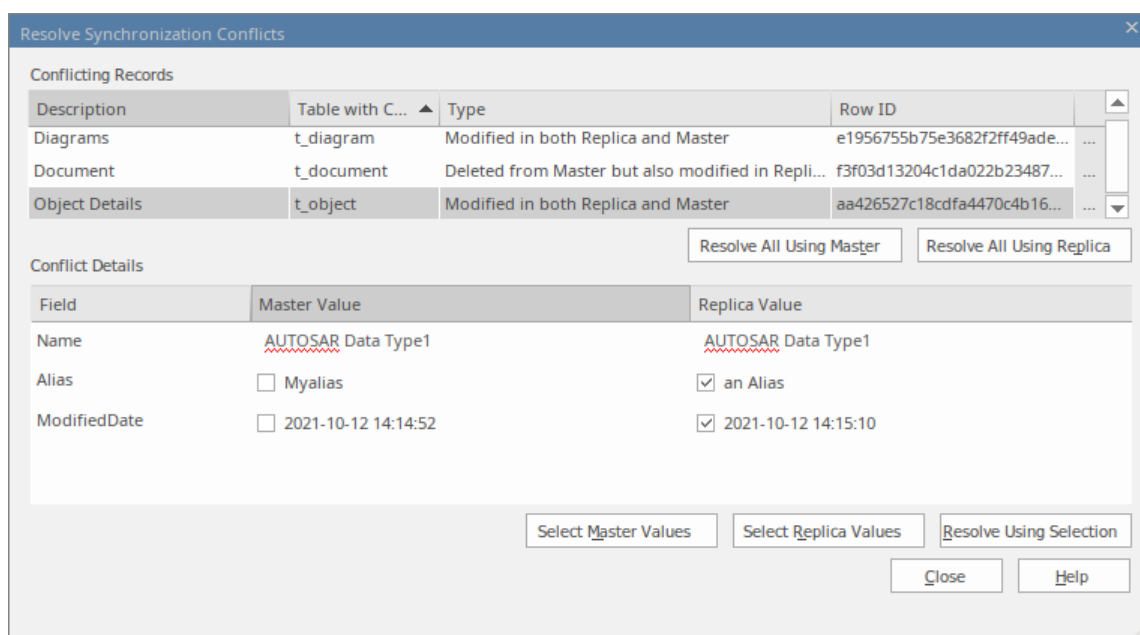 Resolve Synchronization Conflicts
Conflicting Records
Description Table with C... Type Row ID
Diagrams t_diagram Modified in both Replica and Master e1956755b75e3682f2ff49ade... ...
Document t_document Deleted from Master but also modified in Repli... f3f03d13204c1da022b23487... ...
Object Details t_object Modified in both Replica and Master aa426527c18cdfa4470c4b16... ...
Resolve All Using Master Resolve All Using Replica
Conflict Details
Field Master Value Replica Value
Name AUTOSAR Data Type1 AUTOSAR Data Type1
Alias Myalias an Alias
ModifiedDate 2021-10-12 14:14:52 2021-10-12 14:15:10
Select Master Values Select Replica Values Resolve Using Selection
Close Help